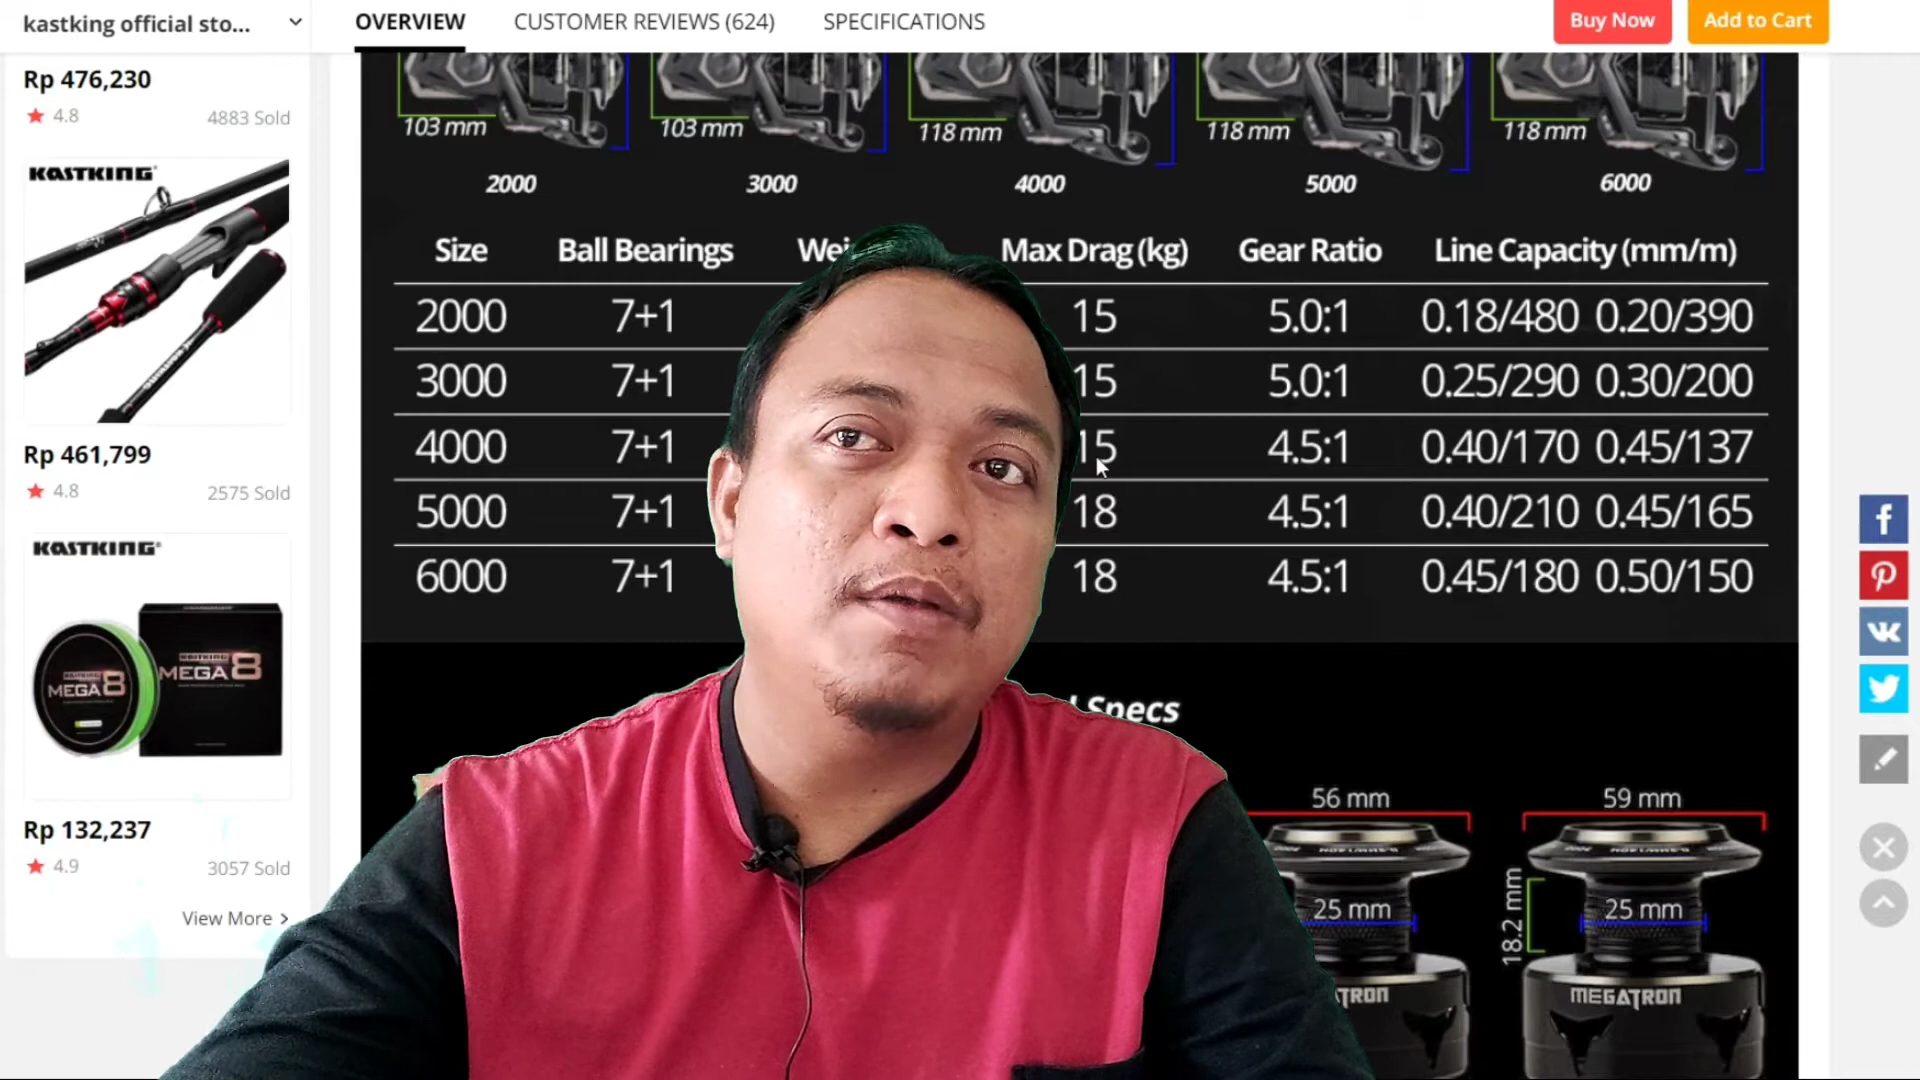 kastking official sto...
OVERVIEW
CUSTOMER REVIEWS (624)
SPECIFICATIONS
Buy Now
Add to Cart
Rp 476,230
4.8
4883 Sold
KASTKING
Rp 461,799
4.8
2575 Sold
KASTKING
KASTKING
MEGA 8
KASTKING
MEGA 8
Rp 132,237
4.9
3057 Sold
View More >
103 mm
103 mm
118 mm
118 mm
118 mm
2000
3000
4000
5000
6000
Size Ball Bearings Max Drag (kg) Gear Ratio Line Capacity (mm/m)
2000 7+1 15 5.0:1 0.18/480 0.20/390
3000 7+1 15 5.0:1 0.25/290 0.30/200
4000 7+1 15 4.5:1 0.40/170 0.45/137
5000 7+1 18 4.5:1 0.40/210 0.45/165
6000 7+1 18 4.5:1 0.45/180 0.50/150
Specs
56 mm
59 mm
25 mm
18.2 mm
25 mm
MEGATRON